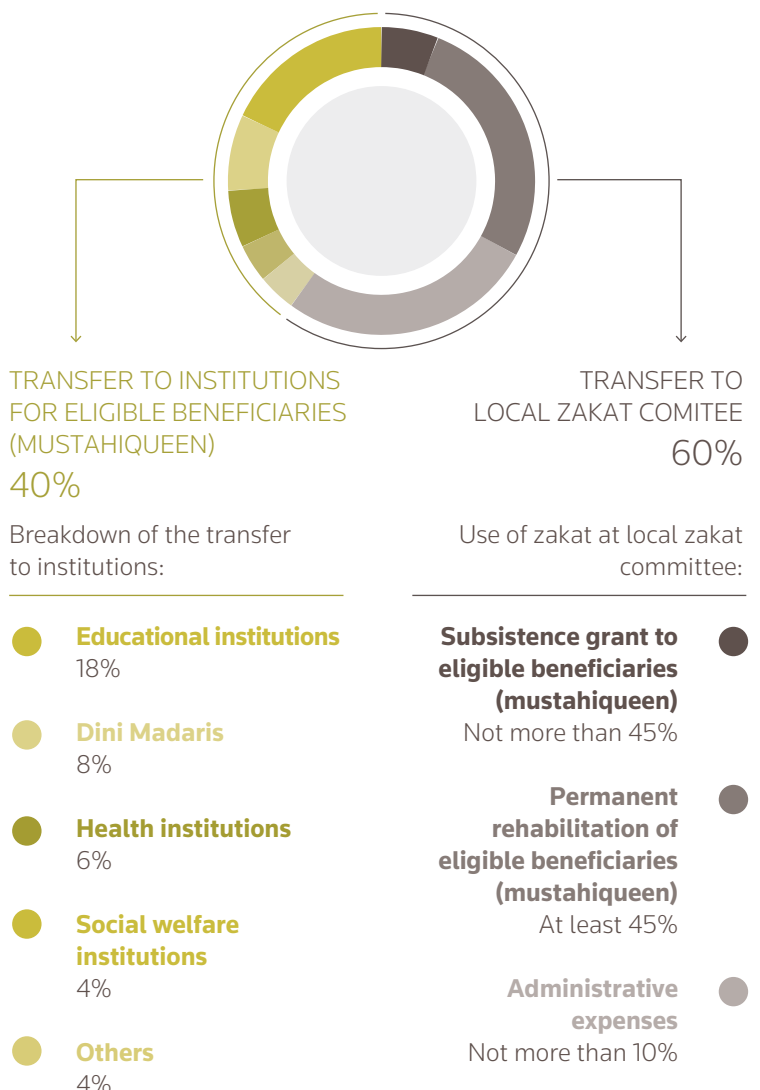 TRANSFER TO INSTITUTIONS
FOR ELIGIBLE BENEFICIARIES
(MUSTAHIQUEEN)
40%
Breakdown of the transfer
to institutions:
Educational institutions
18%
Dini Madaris
8%
Health institutions
6%
Social welfare
institutions
4%
Others
4%
TRANSFER TO
LOCAL ZAKAT COMITEE
60%
Use of zakat at local zakat
committee:
Subsistence grant to
eligible beneficiaries
(mustahiqueen)
Not more than 45%
Permanent
rehabilitation of
eligible beneficiaries
(mustahiqueen)
At least 45%
Administrative
expenses
Not more than 10%